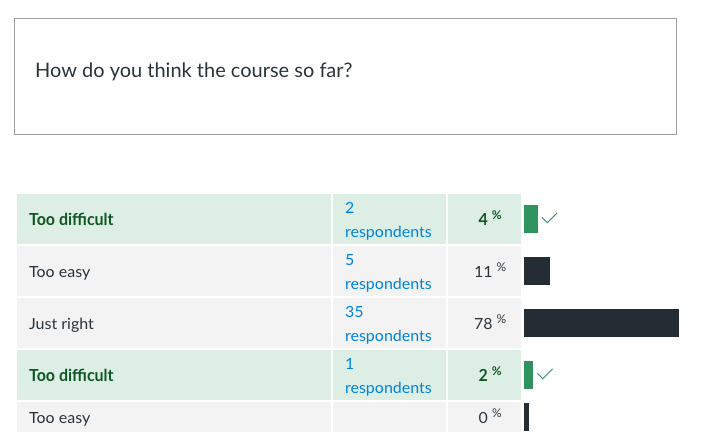 How do you think the course so far?
Too difficult
2
respondents
4 %
Too easy
5
respondents
11 %
Just right
35
respondents
78 %
Too difficult
1
respondents
2 %
Too easy
0 %